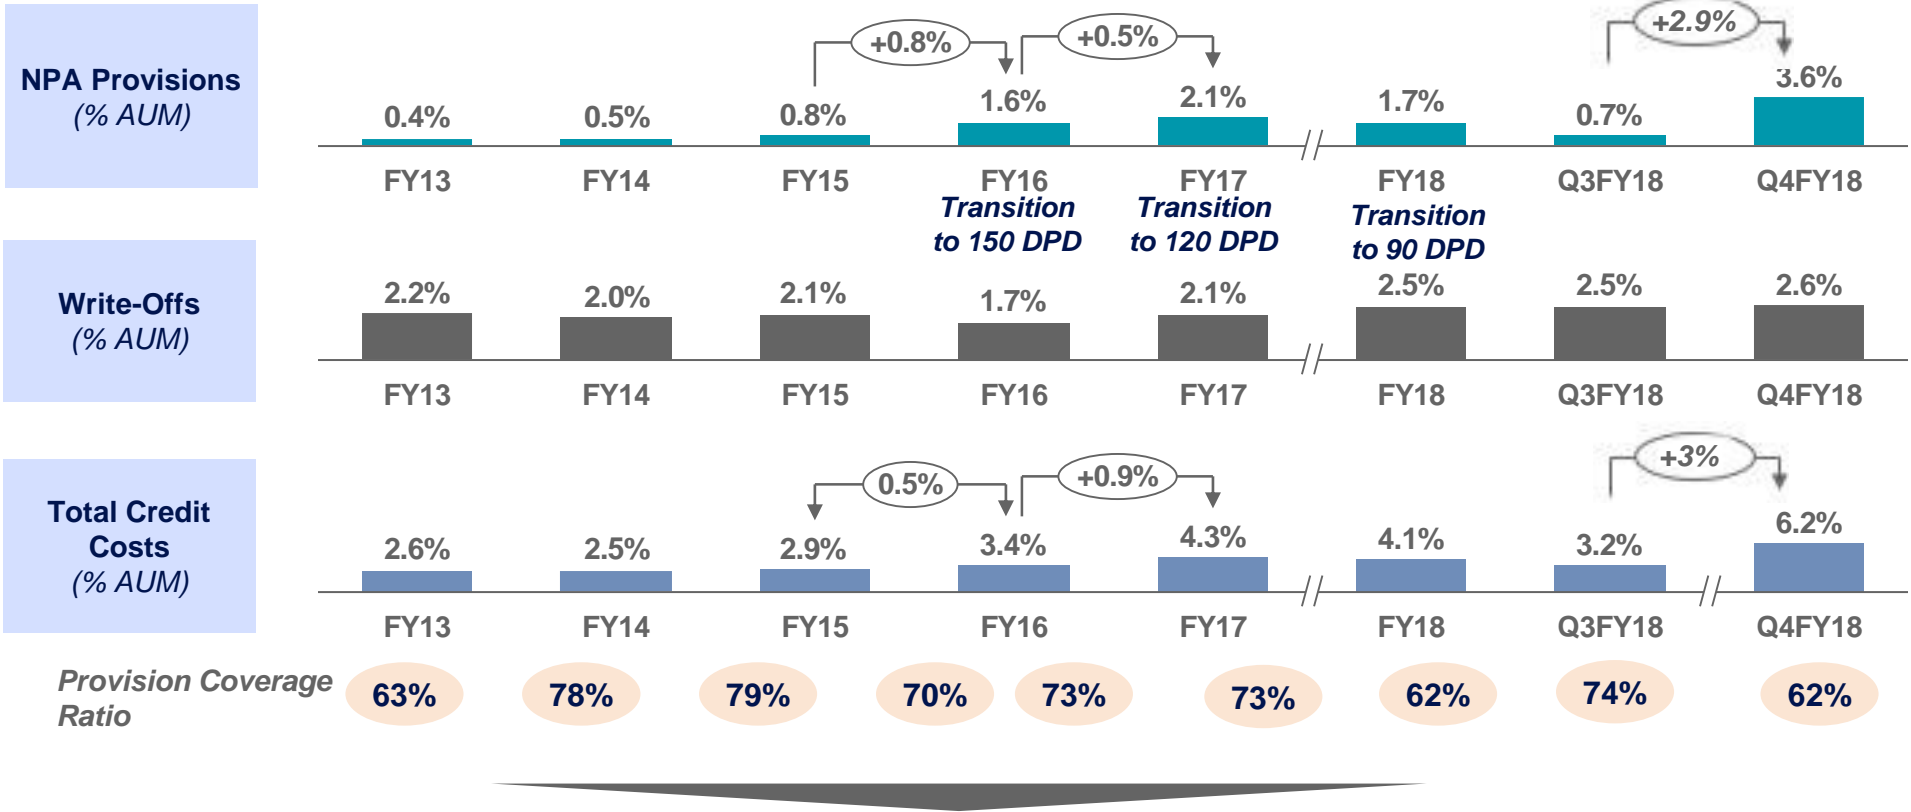 +0.8%
+0.5%
+2.9%
NPA Provisions
(% AUM)
0.4%
0.5%
0.8%
1.6%
2.1%
1.7%
0.7%
3.6%
FY13
FY14
FY15
FY16
FY17
FY18
Q3FY18
Q4FY18
Transition
to 150 DPD
Transition
to 120 DPD
Transition
to 90 DPD
Write-Offs
(% AUM)
2.2%
2.0%
2.1%
1.7%
2.1%
2.5%
2.5%
2.6%
FY13
FY14
FY15
FY16
FY17
FY18
Q3FY18
Q4FY18
0.5%
+0.9%
+3%
Total Credit
Costs
(% AUM)
2.6%
2.5%
2.9%
3.4%
4.3%
4.1%
3.2%
6.2%
FY13
FY14
FY15
FY16
FY17
FY18
Q3FY18
Q4FY18
Provision Coverage
Ratio
63%
78%
79%
70%
73%
73%
62%
74%
62%